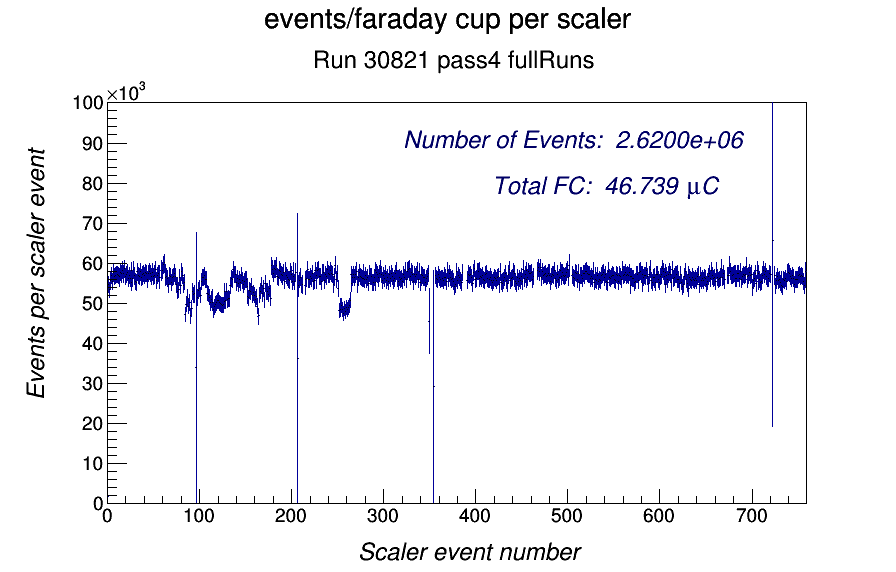 events/faraday cup per scaler
Run 30821 pass4 fullRuns
×10³
100
90
80
70
60
50
40
30
20
10
0
Events per scaler event
Number of Events: 2.6200e+06
Total FC: 46.739 μC
0 100 200 300 400 500 600 700
Scaler event number